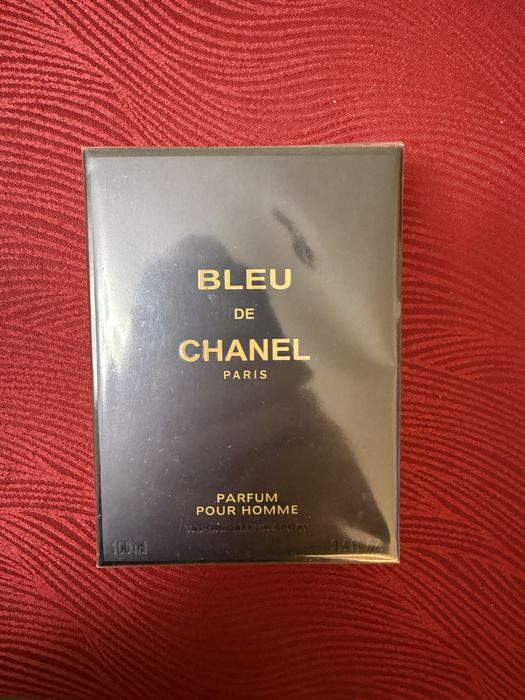 BLEU
DE
CHANEL
PARIS
PARFUM
POUR HOMME
100 ml